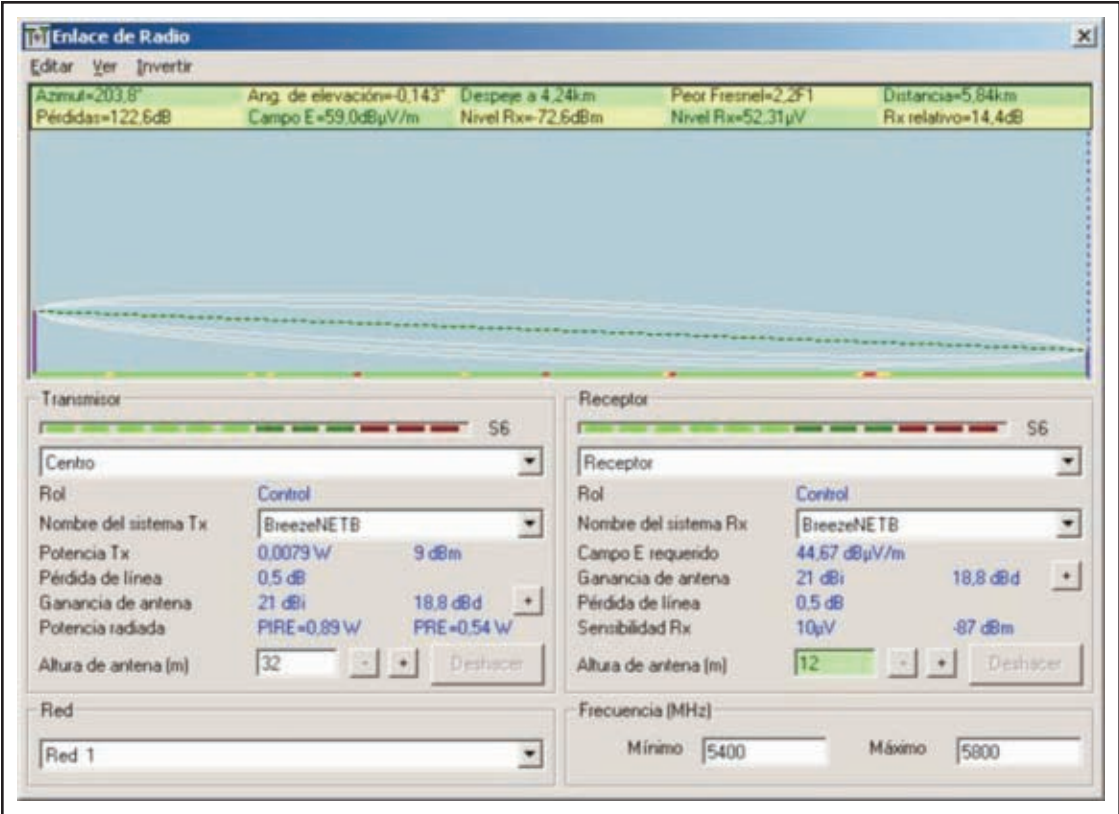 Enlace de Radio
Editar Ver Invertir
Azimut=203,8° Ang. de elevación=-0,143° Despeje a 4,24km Peor Fresnel=2,2F1 Distancia=5,84km
Pérdidas=122,6dB Campo E=59,0dBµV/m Nivel Rx=-72,6dBm Nivel Rx=52,31µV Rx relativo=14,4dB
Transmisor
S6
Centro
Rol Control
Nombre del sistema Tx BreezeNETB
Potencia Tx 0,0079 W 9 dBm
Pérdida de línea 0,5 dB
Ganancia de antena 21 dBi 18,8 dBd +
Potencia radiada PIRE=0,89 W PRE=0,54 W
Altura de antena (m) 32 - + Deshacer
Receptor
S6
Receptor
Rol Control
Nombre del sistema Rx BreezeNETB
Campo E requerido 44,67 dBµV/m
Ganancia de antena 21 dBi 18,8 dBd +
Pérdida de línea 0,5 dB
Sensibilidad Rx 10µV -87 dBm
Altura de antena (m) 12 - + Deshacer
Red
Red 1
Frecuencia (MHz)
Mínimo 5400 Máximo 5800